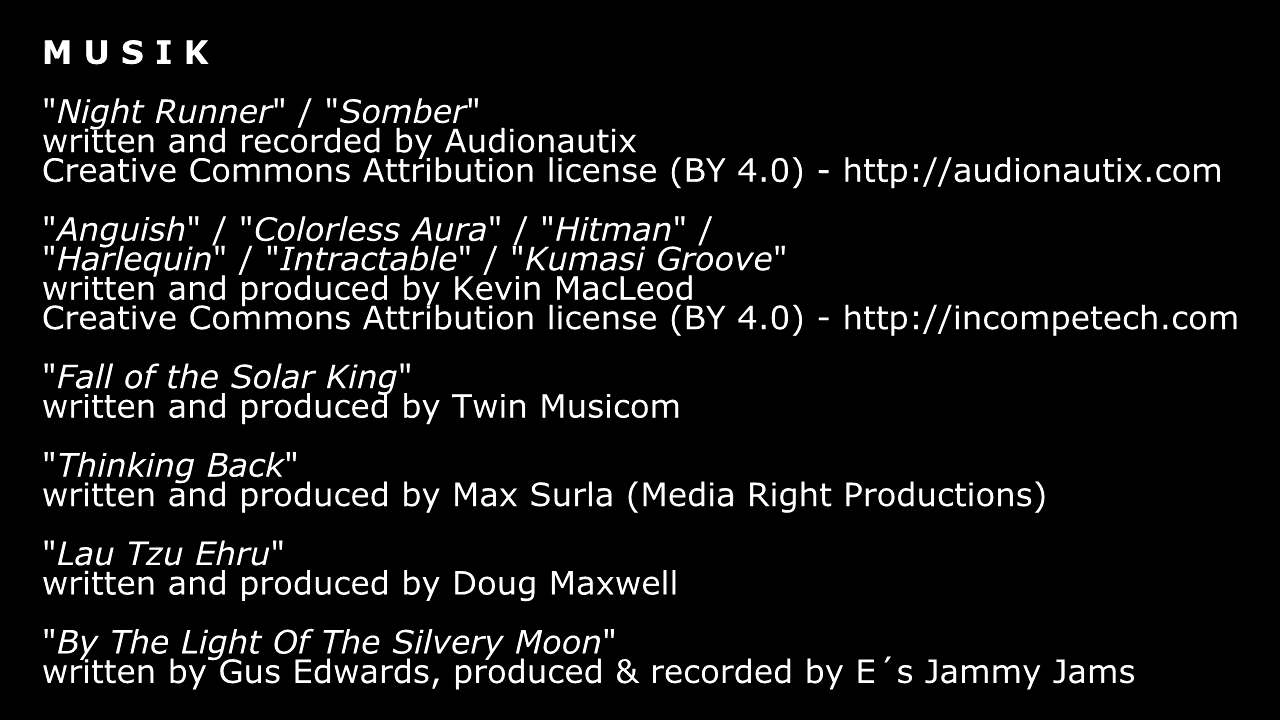 M U S I K
"Night Runner" / "Somber"
written and recorded by Audionautix
Creative Commons Attribution license (BY 4.0) - http://audionautix.com
"Anguish" / "Colorless Aura" / "Hitman" /
"Harlequin" / "Intractable" / "Kumasi Groove"
written and produced by Kevin MacLeod
Creative Commons Attribution license (BY 4.0) - http://incompetech.com
"Fall of the Solar King"
written and produced by Twin Musicom
"Thinking Back"
written and produced by Max Surla (Media Right Productions)
"Lau Tzu Ehru"
written and produced by Doug Maxwell
"By The Light Of The Silvery Moon"
written by Gus Edwards, produced & recorded by E´s Jammy Jams